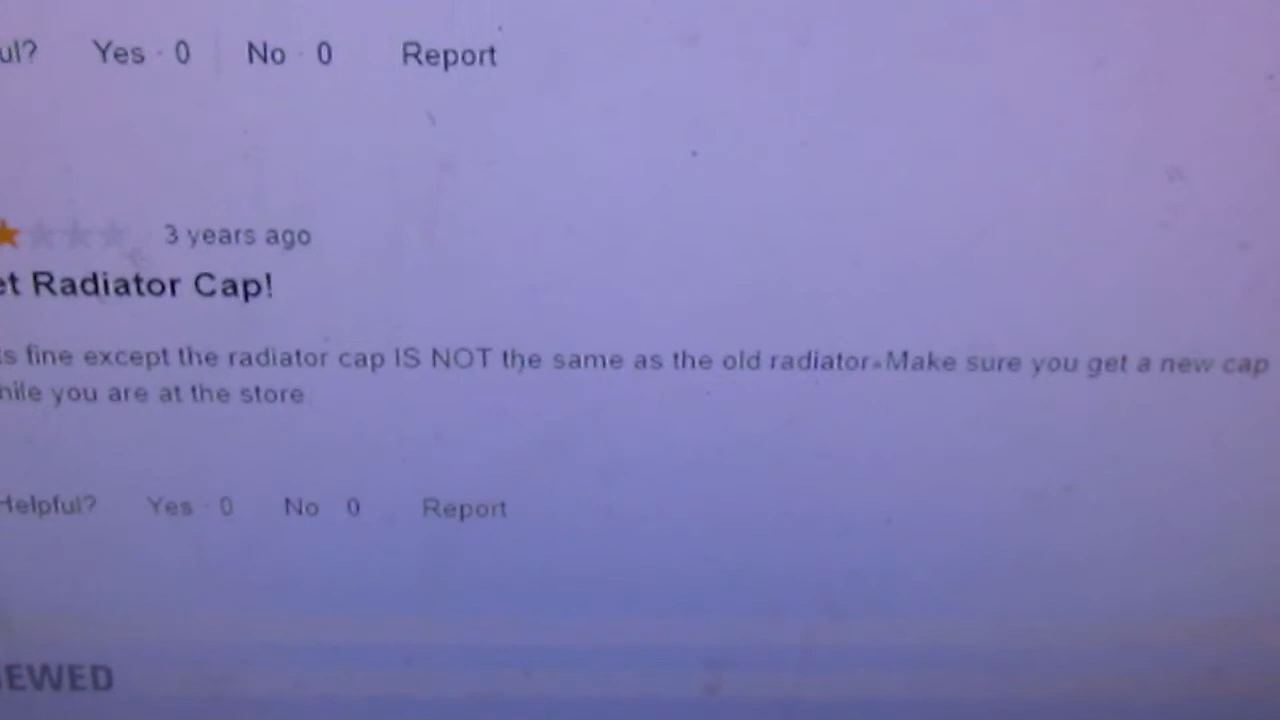 ul? Yes · 0 No · 0 Report
3 years ago
et Radiator Cap!
is fine except the radiator cap IS NOT the same as the old radiator. Make sure you get a new cap
hile you are at the store
Helpful? Yes · 0 No 0 Report
EWED